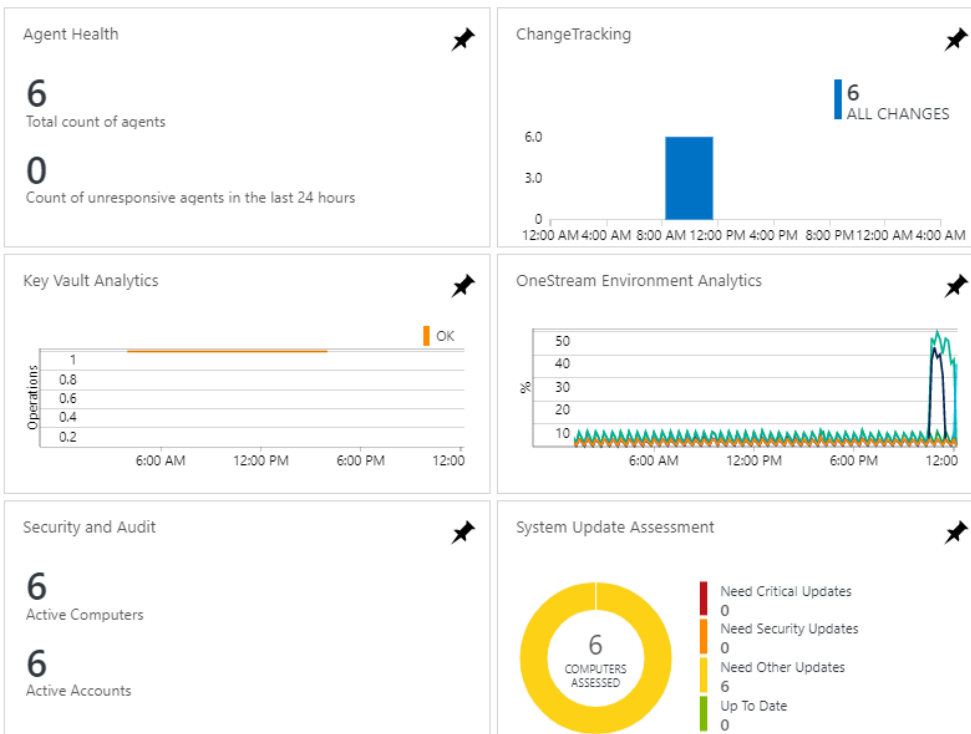 Agent Health
6
Total count of agents
0
Count of unresponsive agents in the last 24 hours
ChangeTracking
6
ALL CHANGES
6.0
3.0
0
12:00 AM 4:00 AM 8:00 AM 12:00 PM 4:00 PM 8:00 PM 12:00 AM 4:00 AM
Key Vault Analytics
OK
Operations
1
0.8
0.6
0.4
0.2
6:00 AM 12:00 PM 6:00 PM 12:00
OneStream Environment Analytics
%
50
40
30
20
10
6:00 AM 12:00 PM 6:00 PM 12:00
Security and Audit
6
Active Computers
6
Active Accounts
System Update Assessment
6
COMPUTERS
ASSESSED
Need Critical Updates
0
Need Security Updates
0
Need Other Updates
6
Up To Date
0